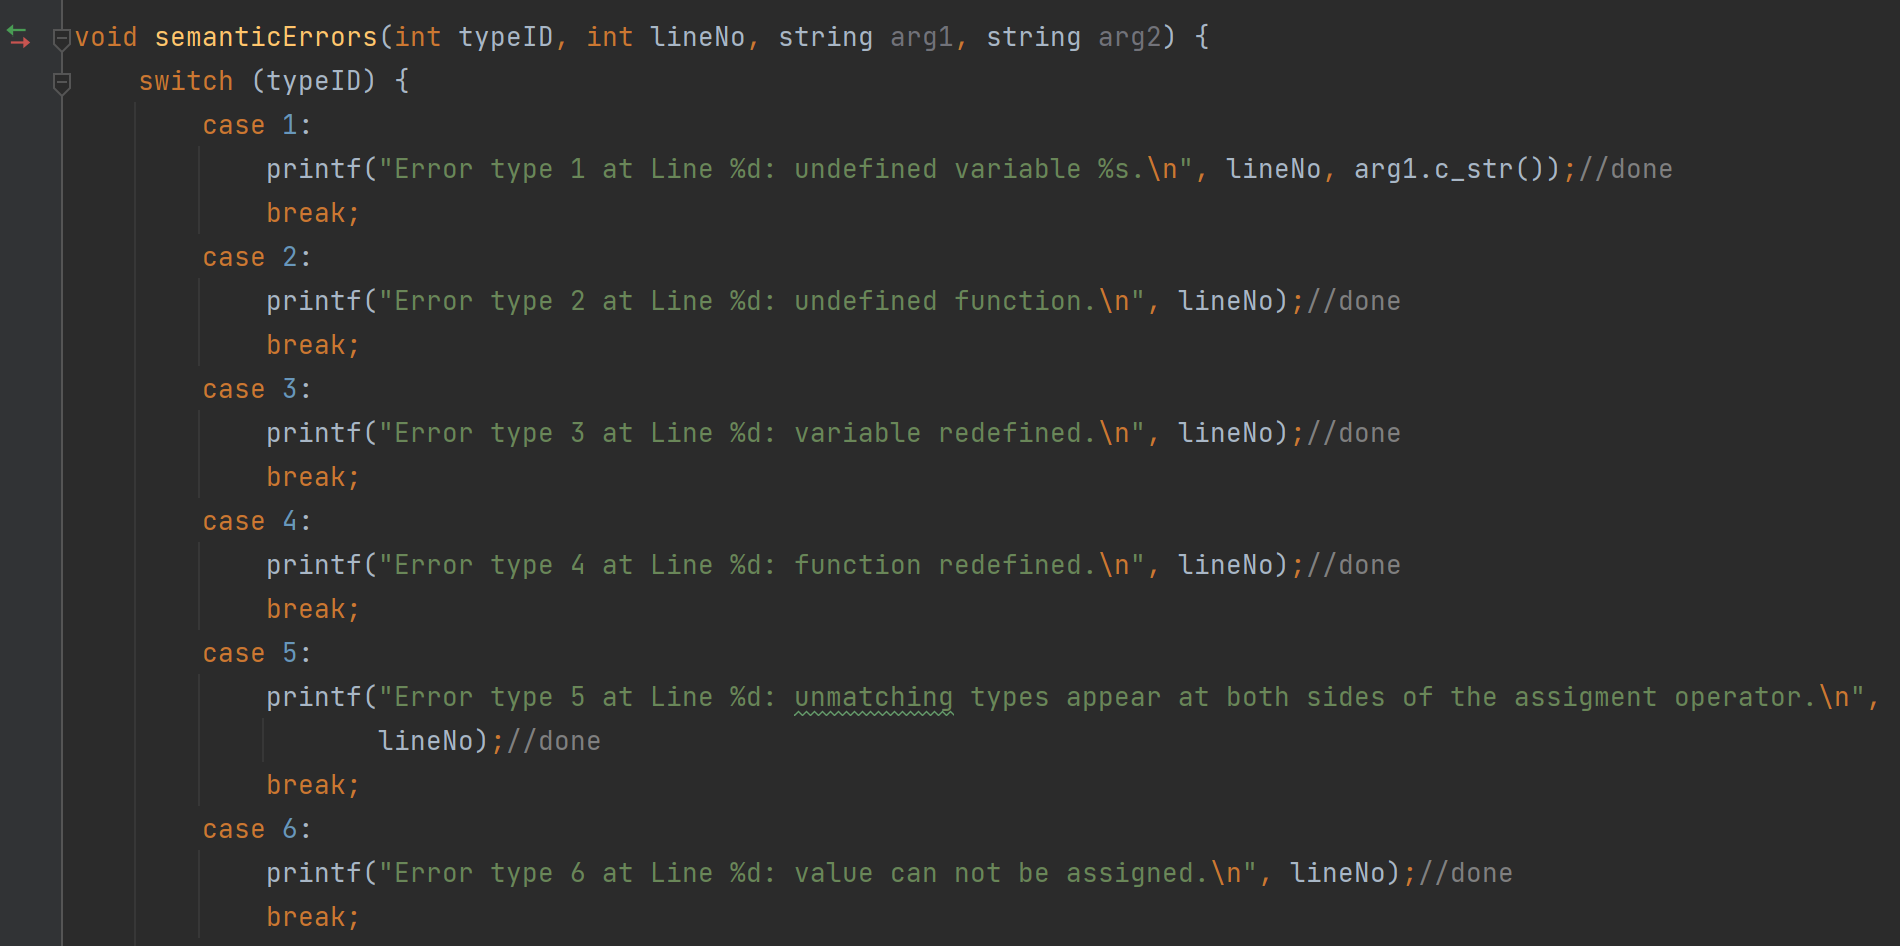 void semanticErrors(int typeID, int lineNo, string arg1, string arg2) {
    switch (typeID) {
        case 1:
            printf("Error type 1 at Line %d: undefined variable %s.\n", lineNo, arg1.c_str());//done
            break;
        case 2:
            printf("Error type 2 at Line %d: undefined function.\n", lineNo);//done
            break;
        case 3:
            printf("Error type 3 at Line %d: variable redefined.\n", lineNo);//done
            break;
        case 4:
            printf("Error type 4 at Line %d: function redefined.\n", lineNo);//done
            break;
        case 5:
            printf("Error type 5 at Line %d: unmatching types appear at both sides of the assigment operator.\n",
                   lineNo);//done
            break;
        case 6:
            printf("Error type 6 at Line %d: value can not be assigned.\n", lineNo);//done
            break;